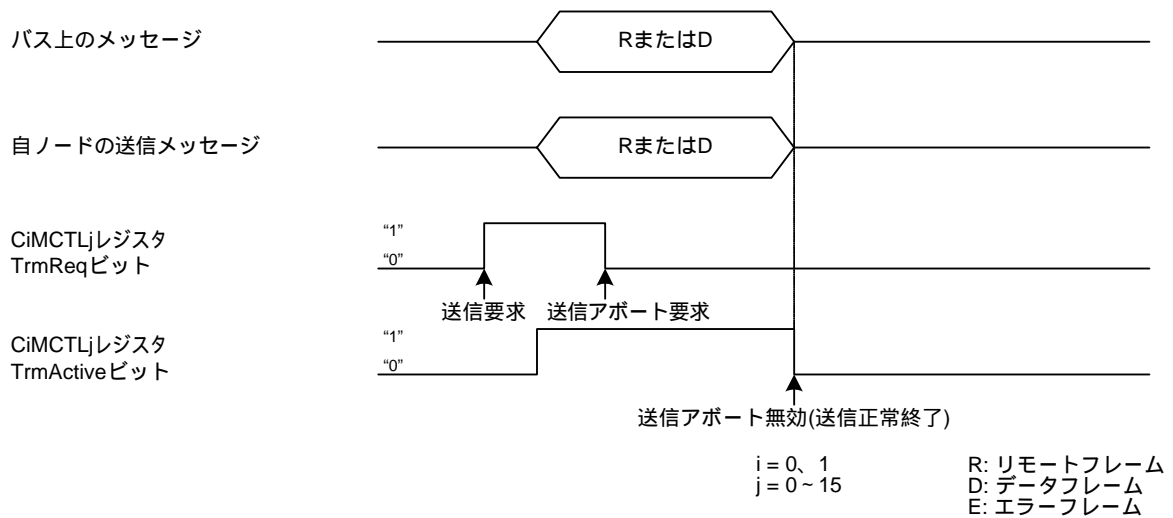 バス上のメッセージ
RまたはD
自ノードの送信メッセージ
RまたはD
CiMCTLjレジスタ
TrmReqビット
“1”
“0”
送信要求
送信アボート要求
CiMCTLjレジスタ
TrmActiveビット
“1”
“0”
送信アボート無効(送信正常終了)
i = 0、1
j = 0 ~ 15
R: リモートフレーム
D: データフレーム
E: エラーフレーム